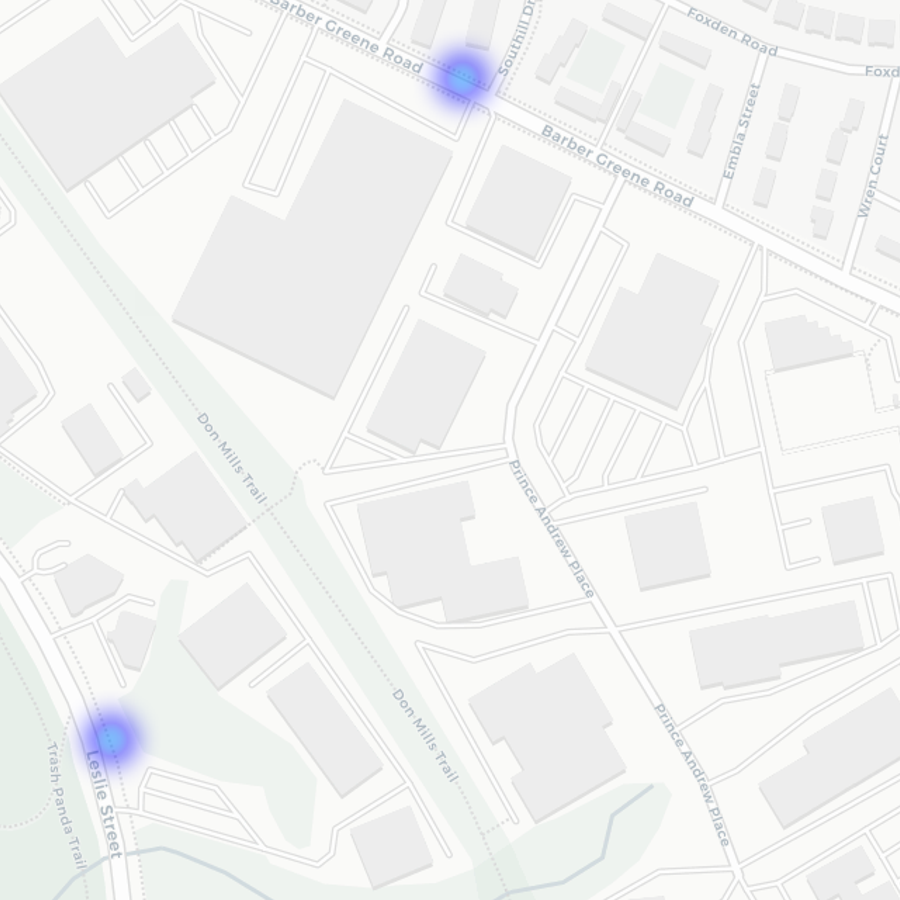 Barber Greene Road
Southill Dr
Foxden Road
Foxd
Barber Greene Road
Embla Street
Wren Court
Don Mills Trail
Prince Andrew Place
Don Mills Trail
Prince Andrew Place
Leslie Street
Trash Panda Trail